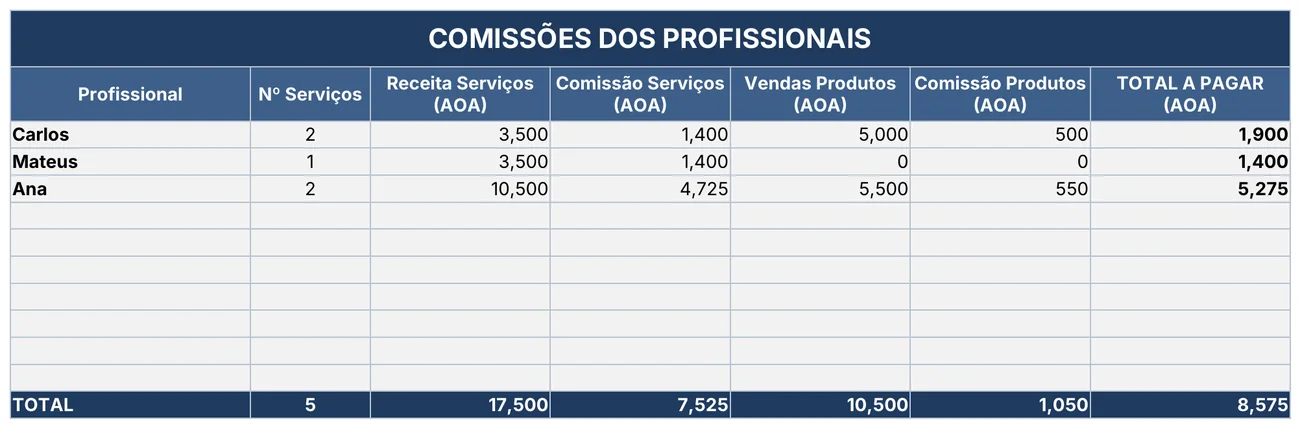 COMISSÕES DOS PROFISSIONAIS
Profissional Nº Serviços Receita Serviços (AOA) Comissão Serviços (AOA) Vendas Produtos (AOA) Comissão Produtos (AOA) TOTAL A PAGAR (AOA)
Carlos 2 3,500 1,400 5,000 500 1,900
Mateus 1 3,500 1,400 0 0 1,400
Ana 2 10,500 4,725 5,500 550 5,275
TOTAL 5 17,500 7,525 10,500 1,050 8,575